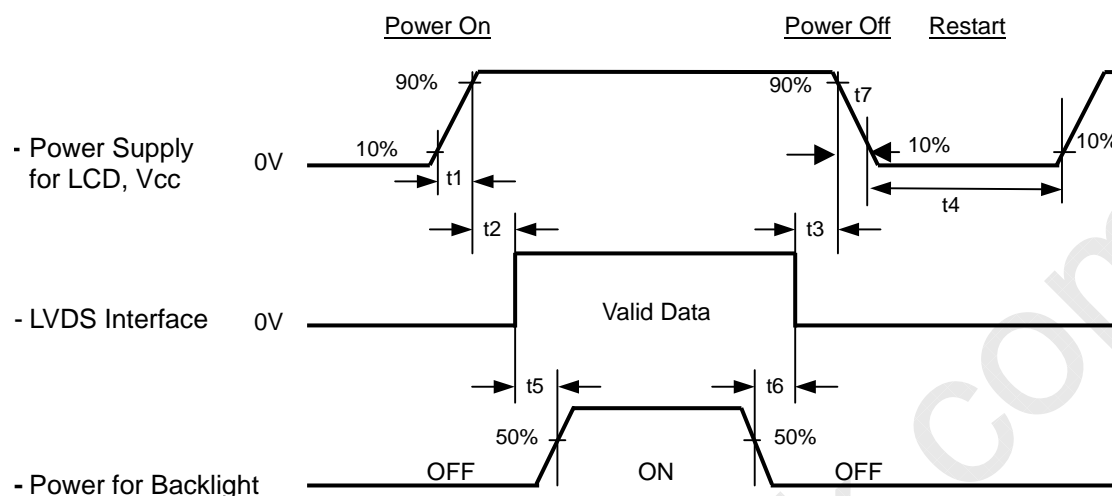 Power On
Power Off
Restart
90%
90%
t7
- Power Supply
for LCD, Vcc
0V
10%
10%
10%
t1
t4
t2
t3
- LVDS Interface
0V
Valid Data
t5
t6
50%
50%
- Power for Backlight
OFF
ON
OFF
com